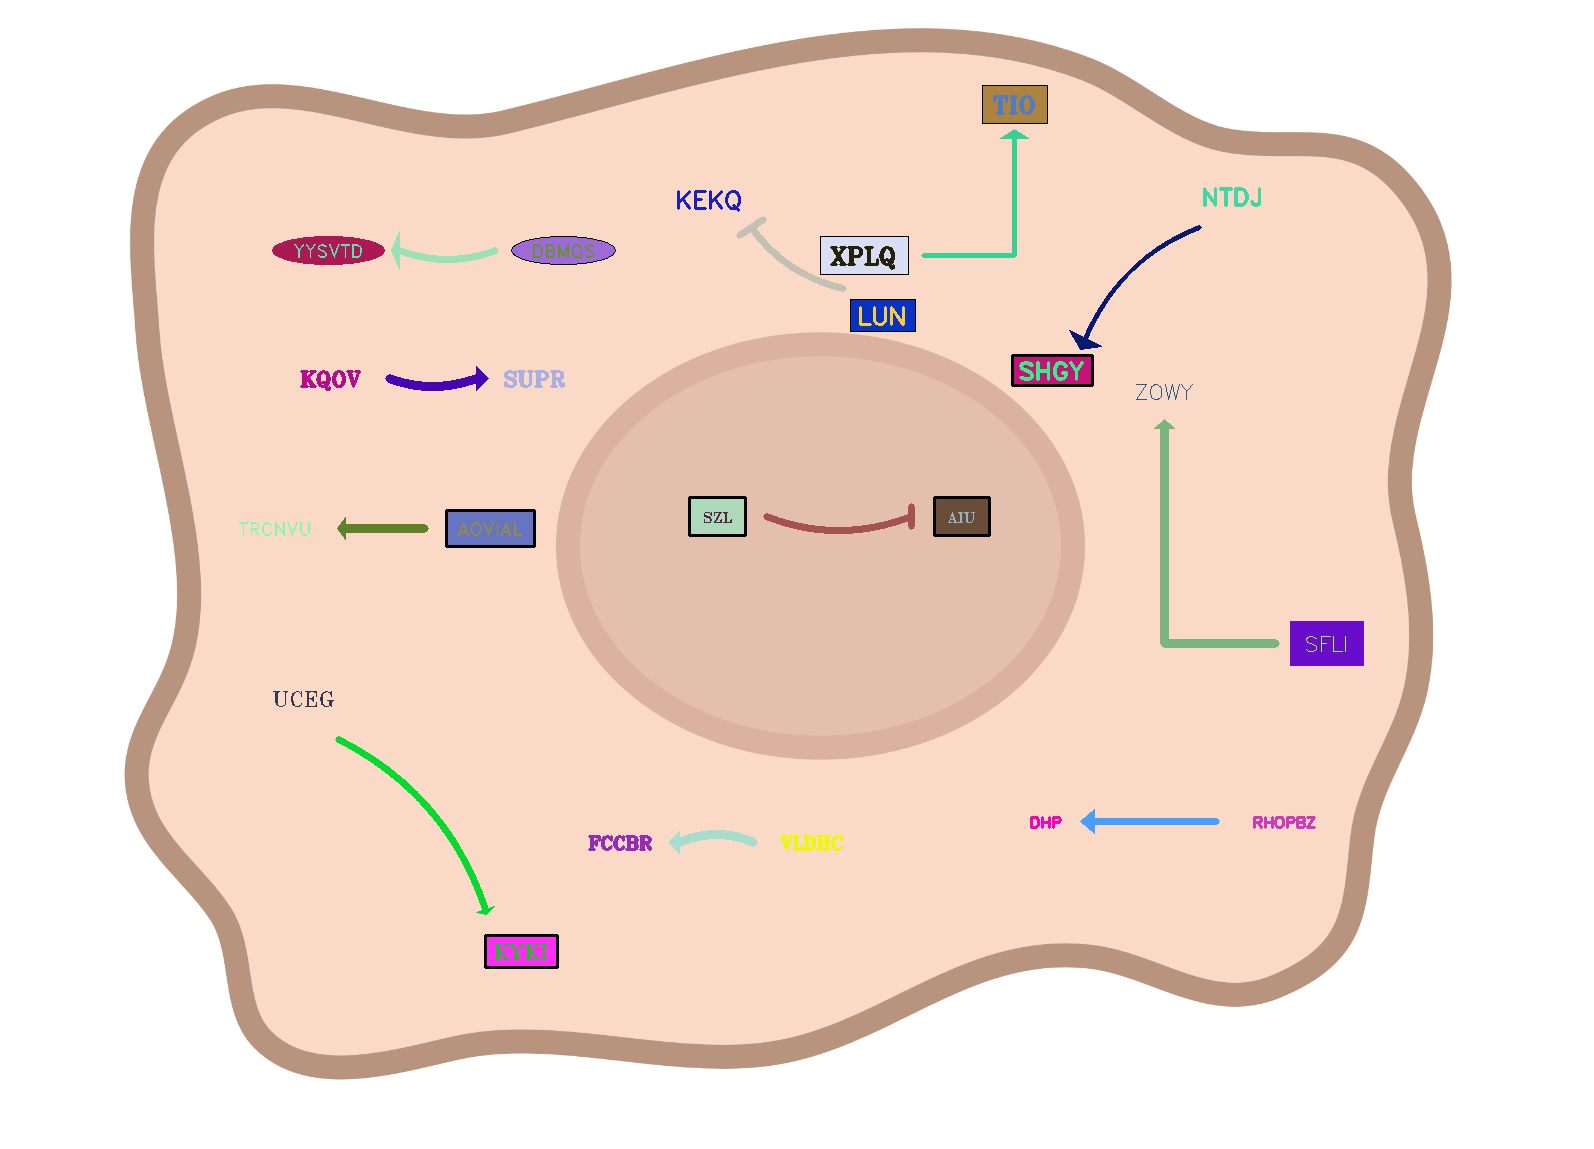 TIO
KEKQ
NTDJ
YYSVTD
DBMQS
XPLQ
LUN
KQOV
SUPR
SHGY
ZOWY
TRCNVU
AOVIAL
SZL
AIU
SFLI
UCEG
FCCBR
VLDHC
DHP
RHOPBZ
KYKI